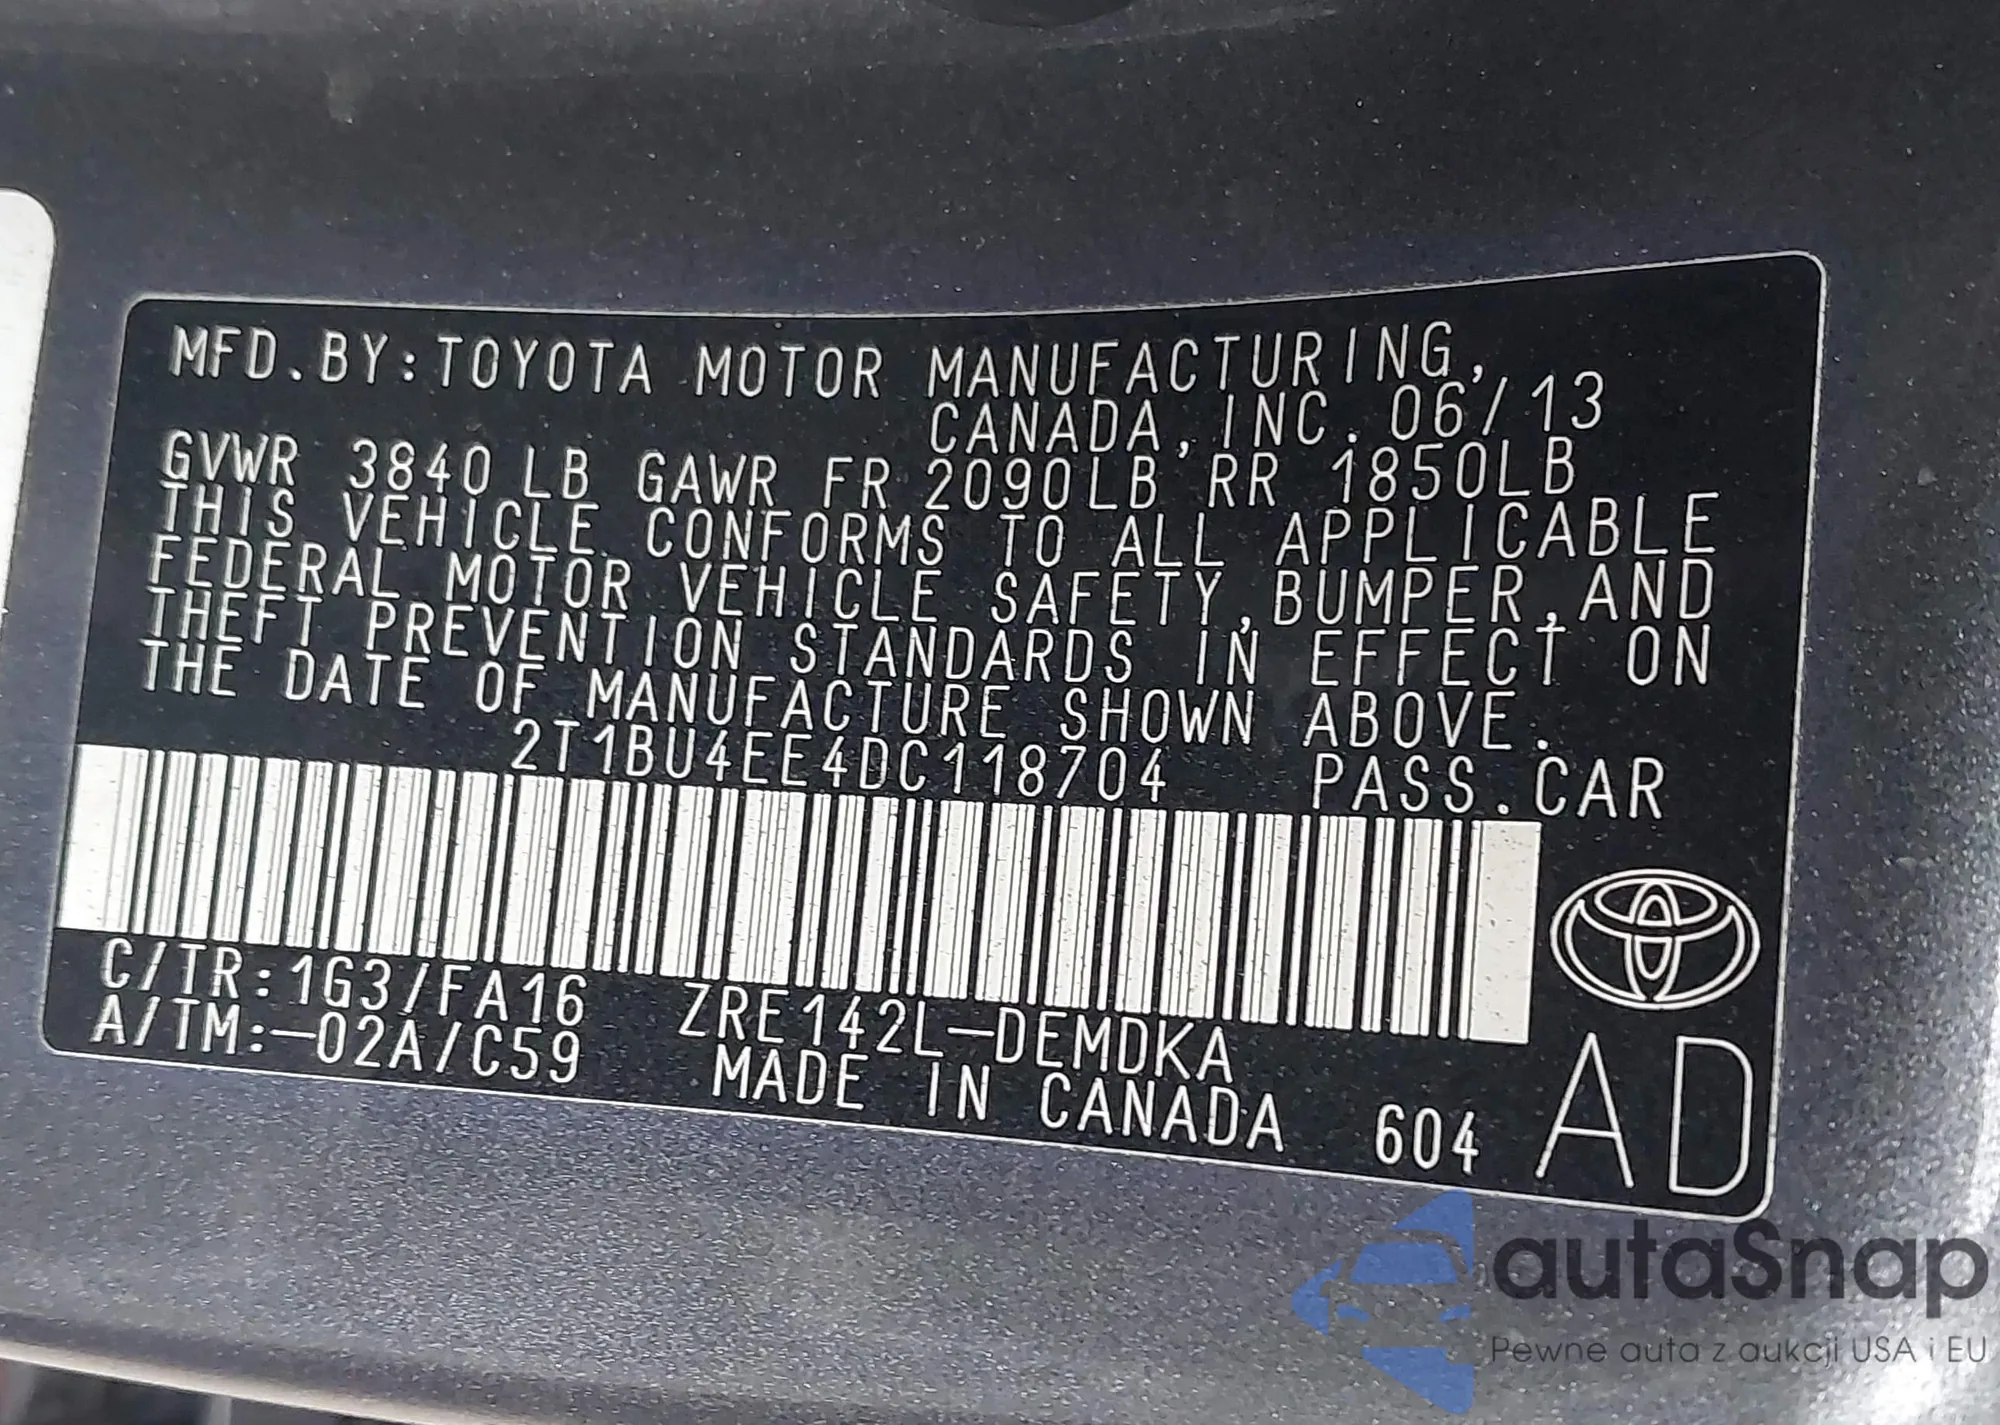 MFD.BY:TOYOTA MOTOR MANUFACTURING,
CANADA,INC. 06/13
GVWR 3840 LB GAWR FR 2090LB RR 1850LB
THIS VEHICLE CONFORMS TO ALL APPLICABLE
FEDERAL MOTOR VEHICLE SAFETY,BUMPER,AND
THEFT PREVENTION STANDARDS IN EFFECT ON
THE DATE OF MANUFACTURE SHOWN ABOVE.
2T1BU4EE4DC118704 PASS.CAR
C/TR:1G3/FA16 ZRE142L-DEMDKA
A/TM:-02A/C59 MADE IN CANADA 604 AD
autaSnap
Pewne auta z aukcji USA i EU